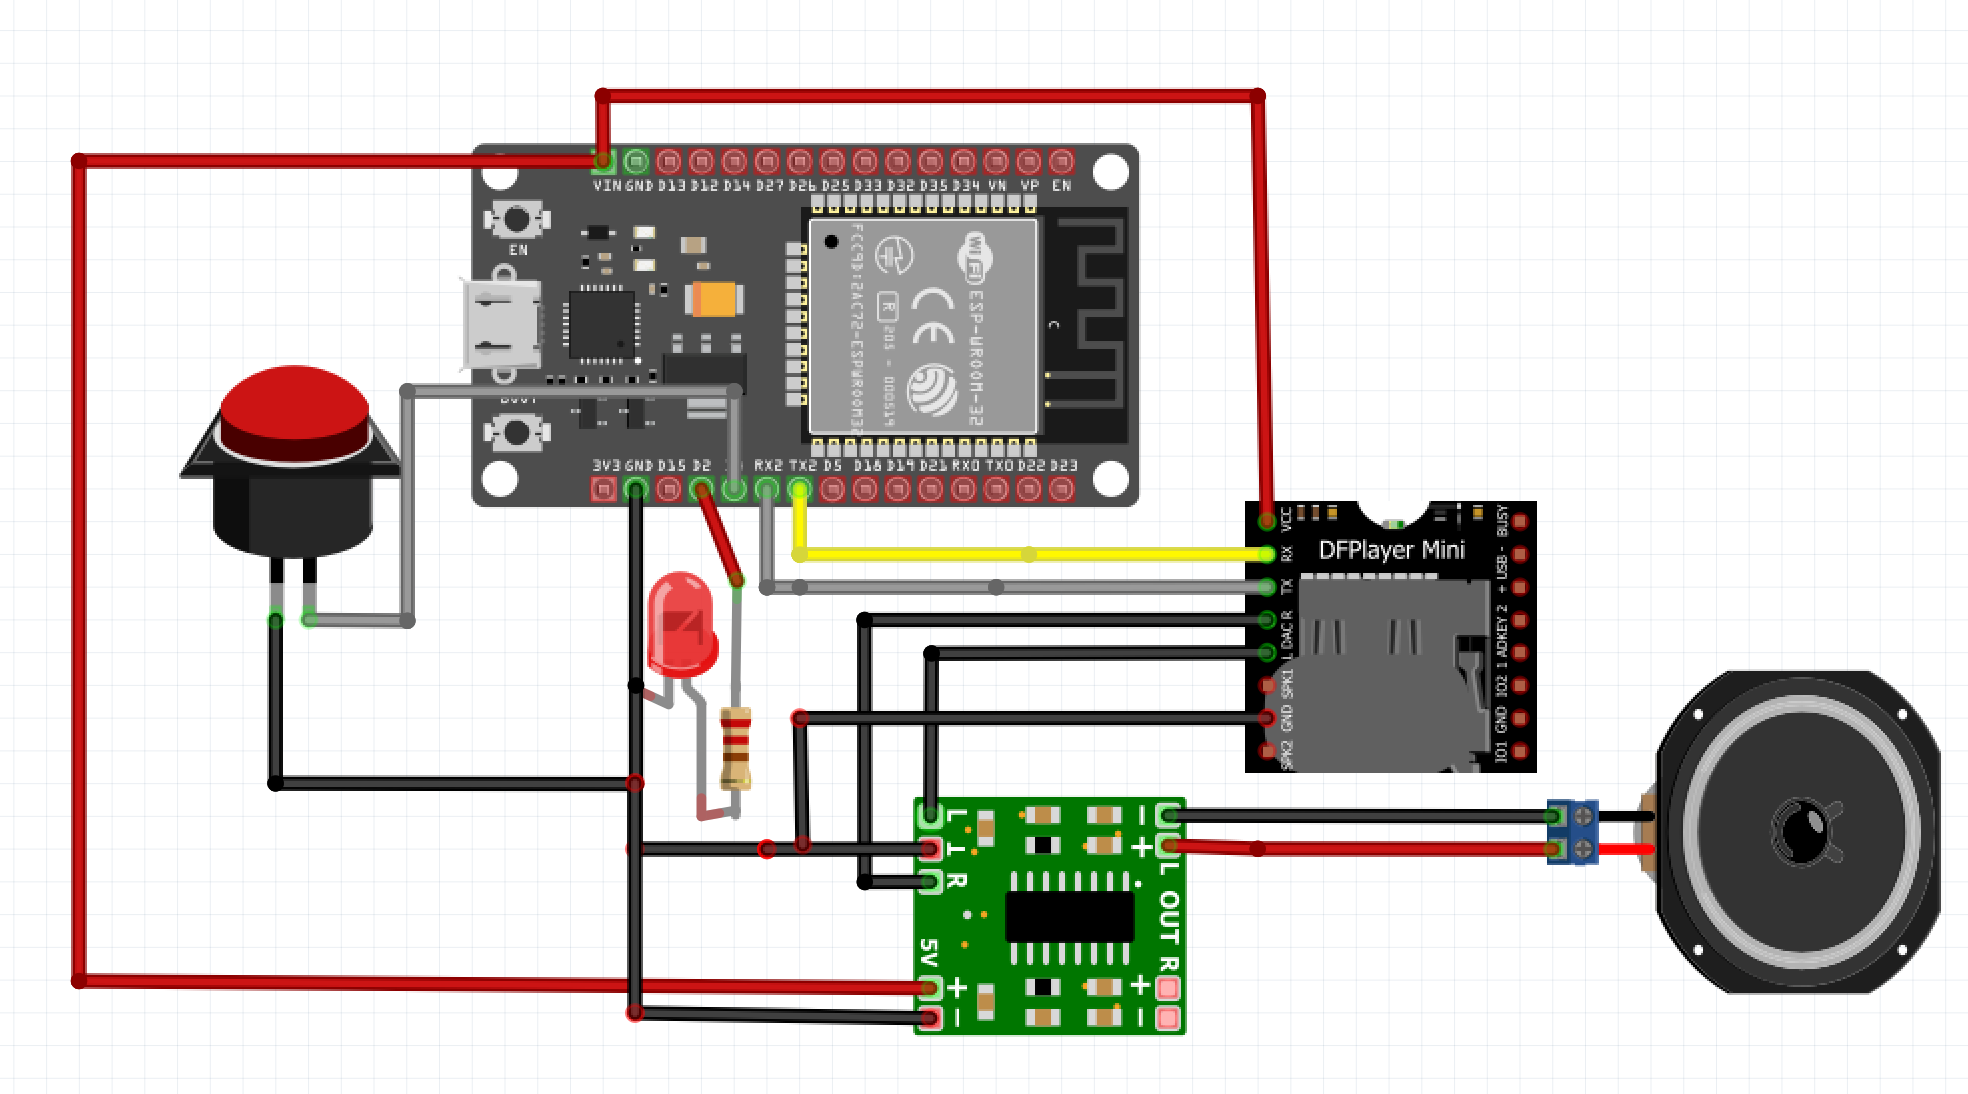 VIN GND D13 D12 D14 D27 D26 D25 D33 D32 D35 D34 VN VP EN
EN
WiFi
R
CE
ESP-WROOM-32
3V3 GND D15 D2 RX2 TX2 D5 D18 D19 D21 RX0 TX0 D22 D23
DFPlayer Mini
VCC
RX
TX
DAC R
L
SPK1
GND
SPK2
BUSY
USB -
+
ADKEY 2
1
IO2
GND
IO1
L
⊥
R
5V
+
−
−
+
L OUT R
+
−